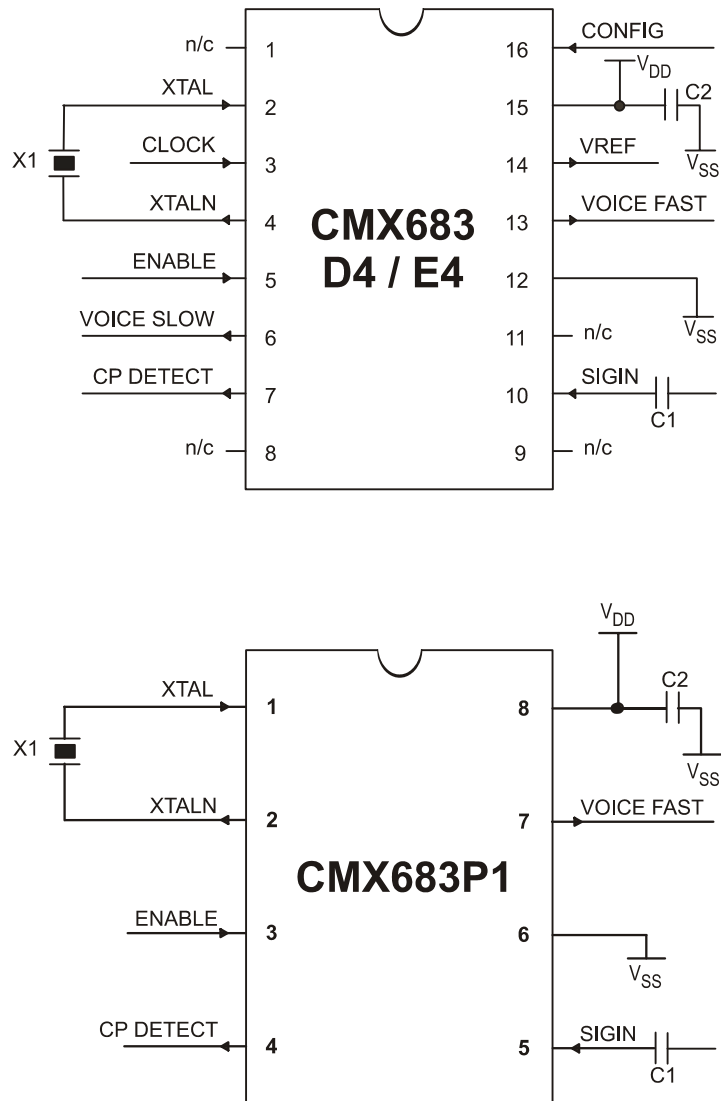 n/c 1 16 CONFIG
VDD
XTAL 2 15 C2
X1 CLOCK 3 14 VREF VSS
XTALN 4 13 VOICE FAST
CMX683
D4 / E4
ENABLE 5 12
VOICE SLOW 6 11 n/c VSS
CP DETECT 7 10 SIGIN
C1
n/c 8 9 n/c
VDD
XTAL 1 8 C2
X1
VSS
XTALN 2 7 VOICE FAST
CMX683P1
ENABLE 3 6
VSS
CP DETECT 4 5 SIGIN
C1